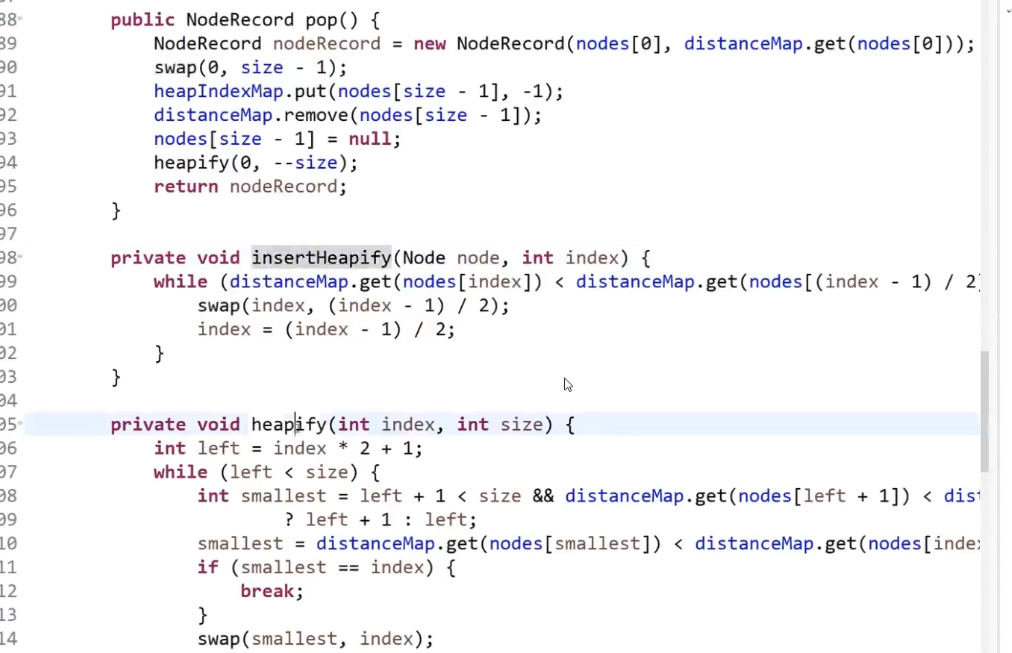 88 public NodeRecord pop() {
89 NodeRecord nodeRecord = new NodeRecord(nodes[0], distanceMap.get(nodes[0]));
90 swap(0, size - 1);
91 heapIndexMap.put(nodes[size - 1], -1);
92 distanceMap.remove(nodes[size - 1]);
93 nodes[size - 1] = null;
94 heapify(0, --size);
95 return nodeRecord;
96 }
97
98 private void insertHeapify(Node node, int index) {
99 while (distanceMap.get(nodes[index]) < distanceMap.get(nodes[(index - 1) / 2]
00 swap(index, (index - 1) / 2);
01 index = (index - 1) / 2;
02 }
03 }
04
05 private void heapify(int index, int size) {
06 int left = index * 2 + 1;
07 while (left < size) {
08 int smallest = left + 1 < size && distanceMap.get(nodes[left + 1]) < dist
09 ? left + 1 : left;
10 smallest = distanceMap.get(nodes[smallest]) < distanceMap.get(nodes[index
11 if (smallest == index) {
12 break;
13 }
14 swap(smallest, index);